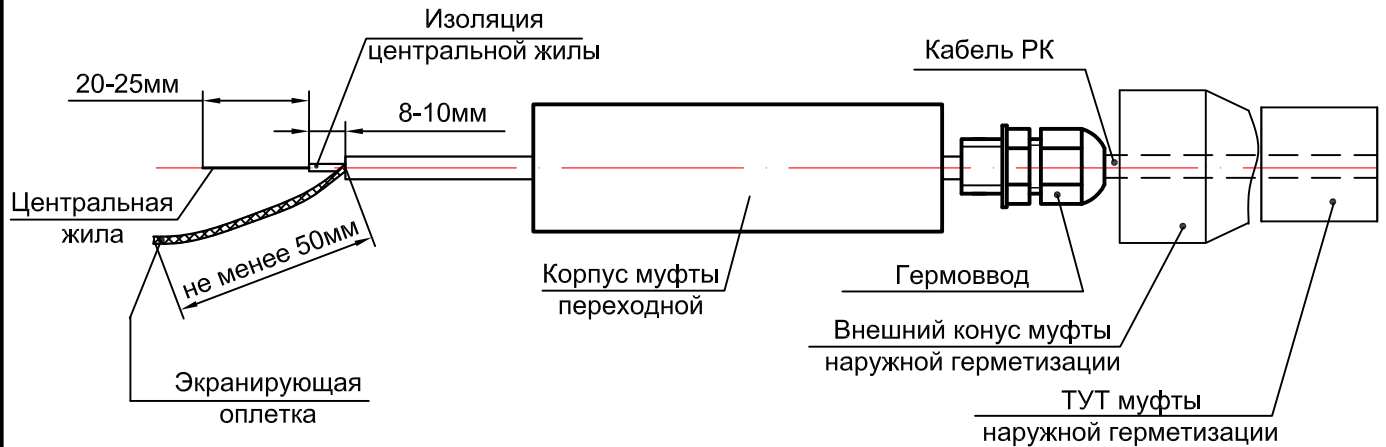 Изоляция
центральной жилы
Кабель РК
20-25мм
8-10мм
Центральная
жила
не менее 50мм
Корпус муфты
переходной
Гермоввод
Внешний конус муфты
наружной герметизации
Экранирующая
оплетка
ТУТ муфты
наружной герметизации